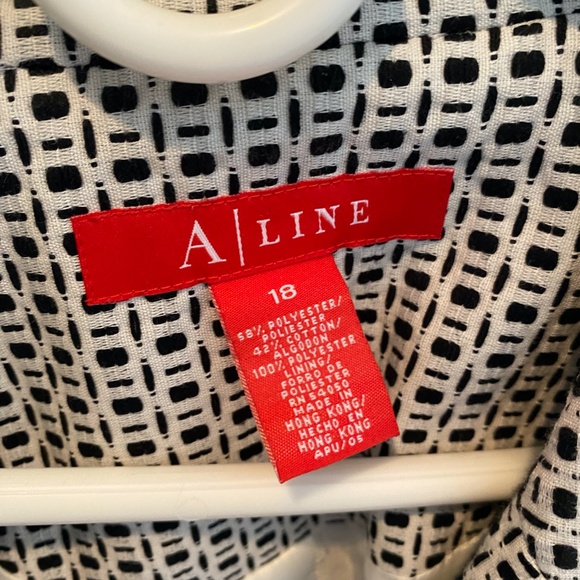 A|LINE
18
58% POLYESTER/
POLIESTER
42% COTTON/
ALGODON
100% POLYESTER
LINING/
FORRO DE
POLIESTER
RN 54050
MADE IN
HONG KONG/
HECHO EN
HONG KONG
APU/05